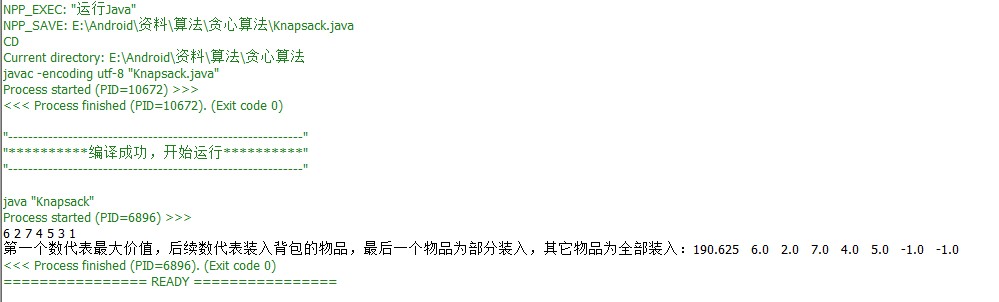 NPP_EXEC: "运行Java"
NPP_SAVE: E:\Android\资料\算法\贪心算法\Knapsack.java
CD
Current directory: E:\Android\资料\算法\贪心算法
javac -encoding utf-8 "Knapsack.java"
Process started (PID=10672) >>>
<<< Process finished (PID=10672). (Exit code 0)
"-----------------------------------------------------------"
"**********编译成功，开始运行**********"
"-----------------------------------------------------------"
java "Knapsack"
Process started (PID=6896) >>>
6 2 7 4 5 3 1
第一个数代表最大价值，后续数代表装入背包的物品，最后一个物品为部分装入，其它物品为全部装入：190.625 6.0 2.0 7.0 4.0 5.0 -1.0 -1.0
<<< Process finished (PID=6896). (Exit code 0)
================ READY ================